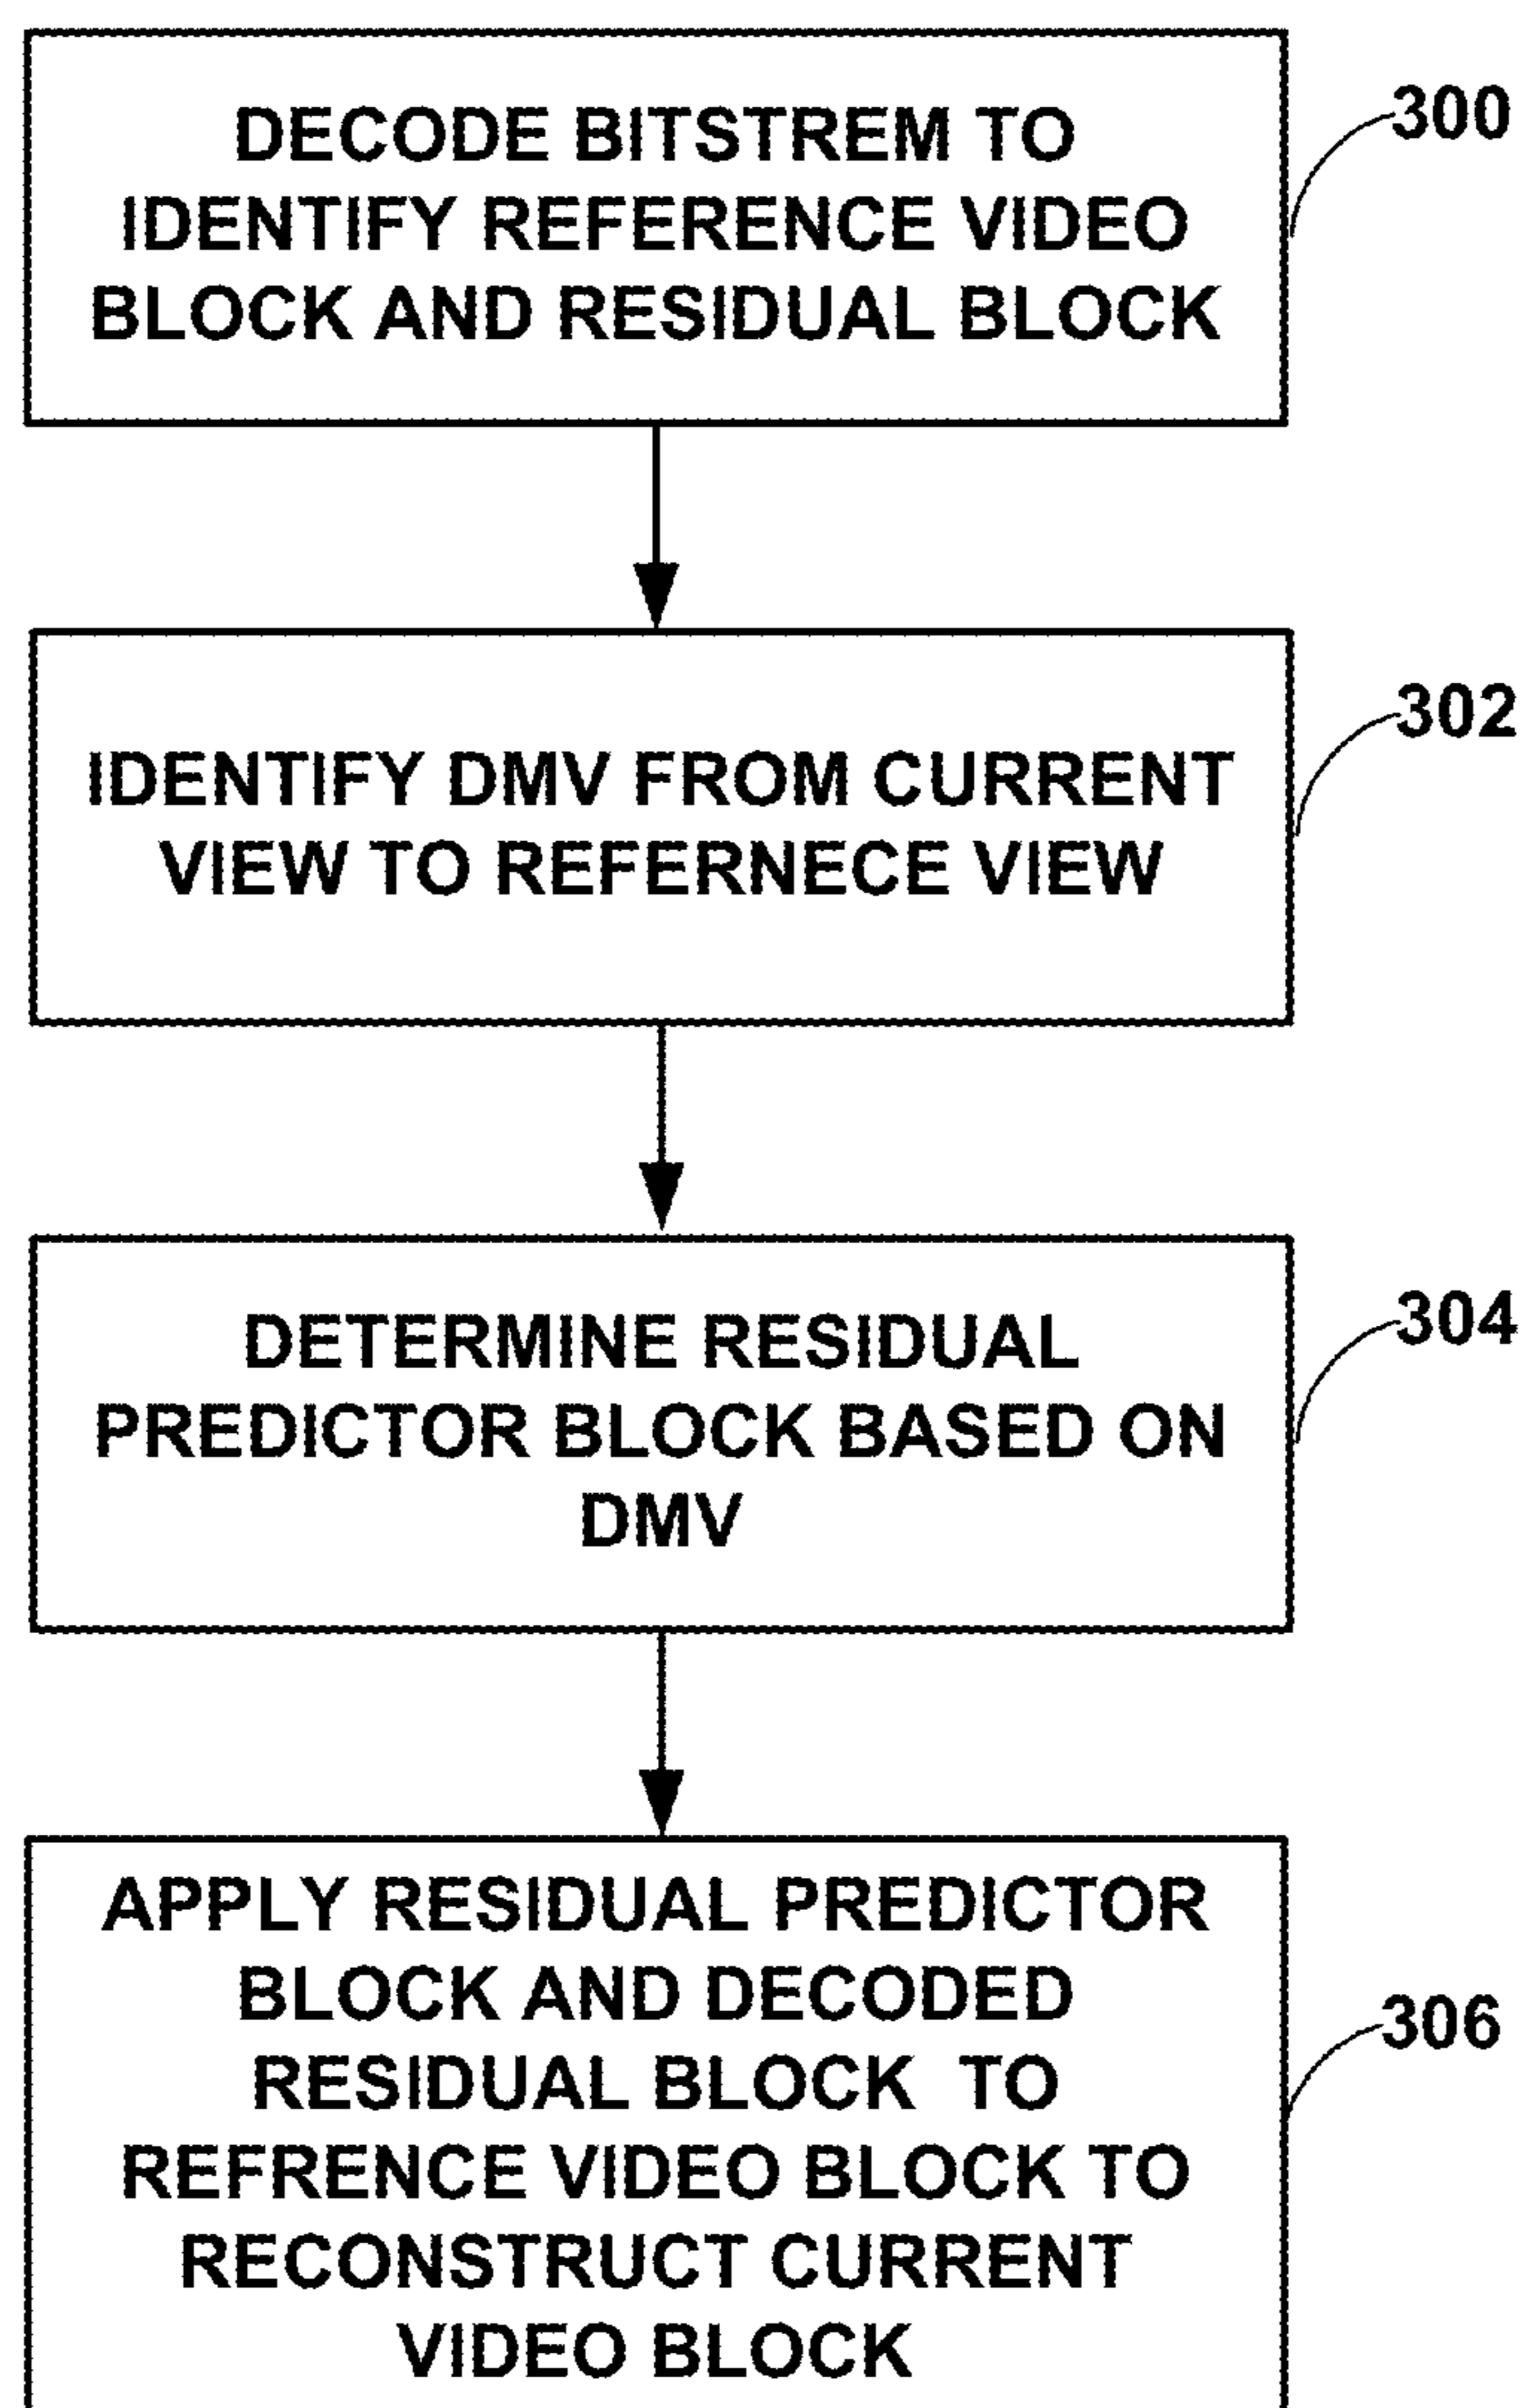 DECODE BITSTREM TO
IDENTIFY REFERENCE VIDEO
BLOCK AND RESIDUAL BLOCK
300
IDENTIFY DMV FROM CURRENT
VIEW TO REFERNECE VIEW
302
DETERMINE RESIDUAL
PREDICTOR BLOCK BASED ON
DMV
304
APPLY RESIDUAL PREDICTOR
BLOCK AND DECODED
RESIDUAL BLOCK TO
REFRENCE VIDEO BLOCK TO
RECONSTRUCT CURRENT
VIDEO BLOCK
306